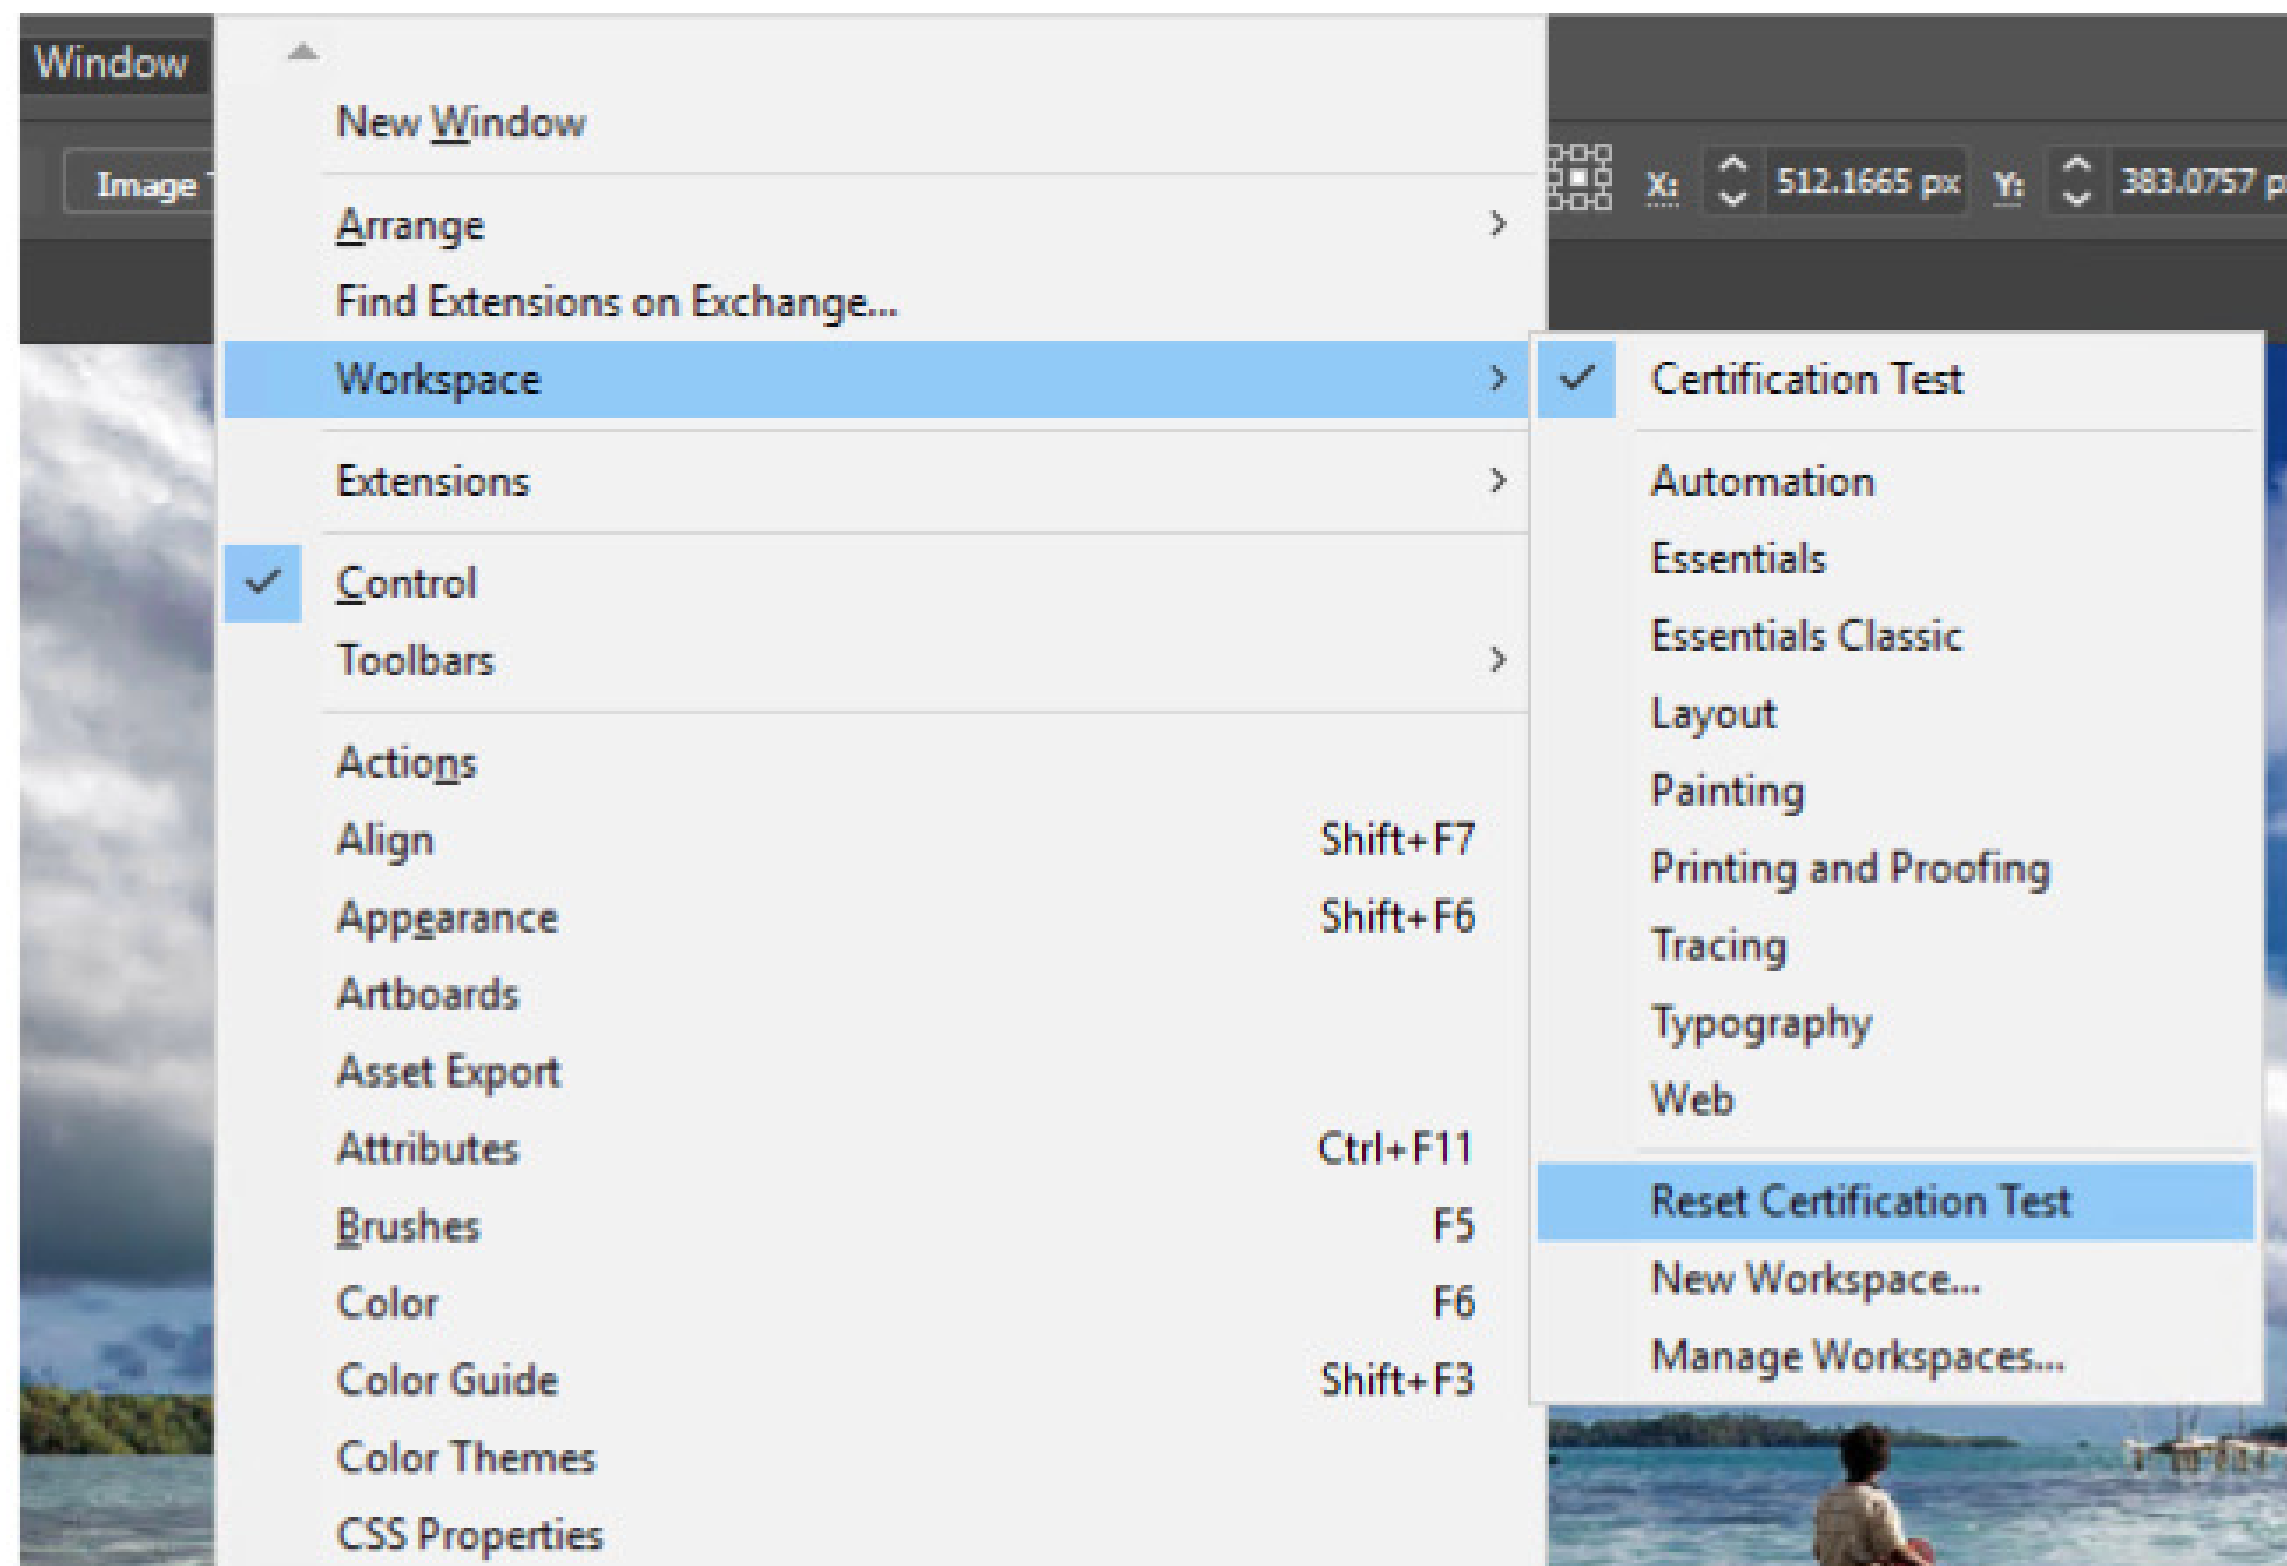 Window
New Window
Image
X: 512.1665 px Y: 383.0757 p
Arrange
Find Extensions on Exchange...
Workspace
Certification Test
Extensions
Automation
Essentials
Control
Essentials Classic
Toolbars
Layout
Actions
Painting
Align Shift+F7
Printing and Proofing
Appearance Shift+F6
Tracing
Artboards
Typography
Asset Export
Web
Attributes Ctrl+F11
Reset Certification Test
Brushes F5
New Workspace...
Color F6
Manage Workspaces...
Color Guide Shift+F3
Color Themes
CSS Properties